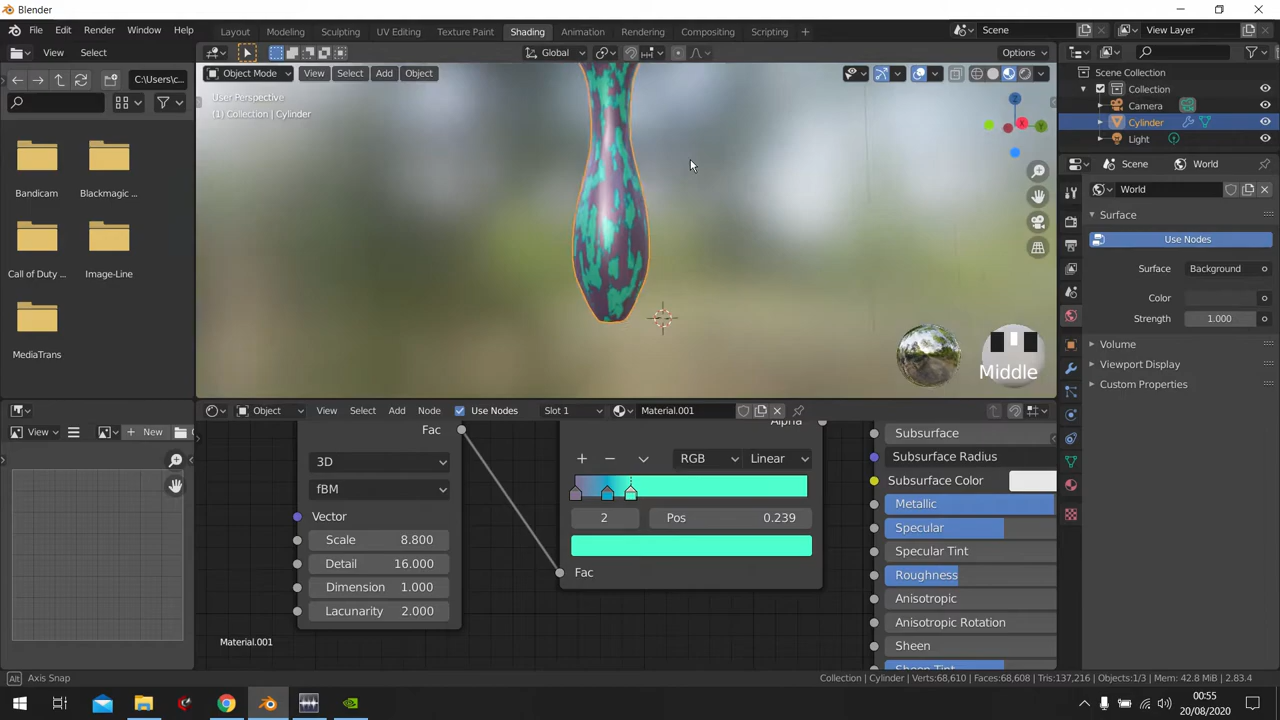 Blender
File Edit Render Window Help
Layout Modeling Sculpting UV Editing Texture Paint Shading Animation Rendering Compositing Scripting +
Scene
View Layer
View Select
Global
Options
Object Mode View Select Add Object
C:\Users\c...
User Perspective
(1) Collection | Cylinder
Bandicam
Blackmagic ...
Call of Duty ...
Image-Line
MediaTrans
Middle
Scene Collection
Collection
Camera
Cylinder
Light
Scene
World
World
Surface
Use Nodes
Surface Background
Color
Strength 1.000
Volume
Viewport Display
Custom Properties
View
New
Object View Select Add Node Use Nodes Slot 1 Material.001
Fac
3D
fBM
Vector
Scale 8.800
Detail 16.000
Dimension 1.000
Lacunarity 2.000
Material.001
Alpha
RGB Linear
2 Pos 0.239
Fac
Subsurface
Subsurface Radius
Subsurface Color
Metallic
Specular
Specular Tint
Roughness
Anisotropic
Anisotropic Rotation
Sheen
Sheen Tint
Alt Axis Snap
Collection | Cylinder | Verts:68,610 | Faces:68,608 | Tris:137,216 | Objects:1/3 | Mem: 42.8 MiB | 2.83.4
00:55
20/08/2020